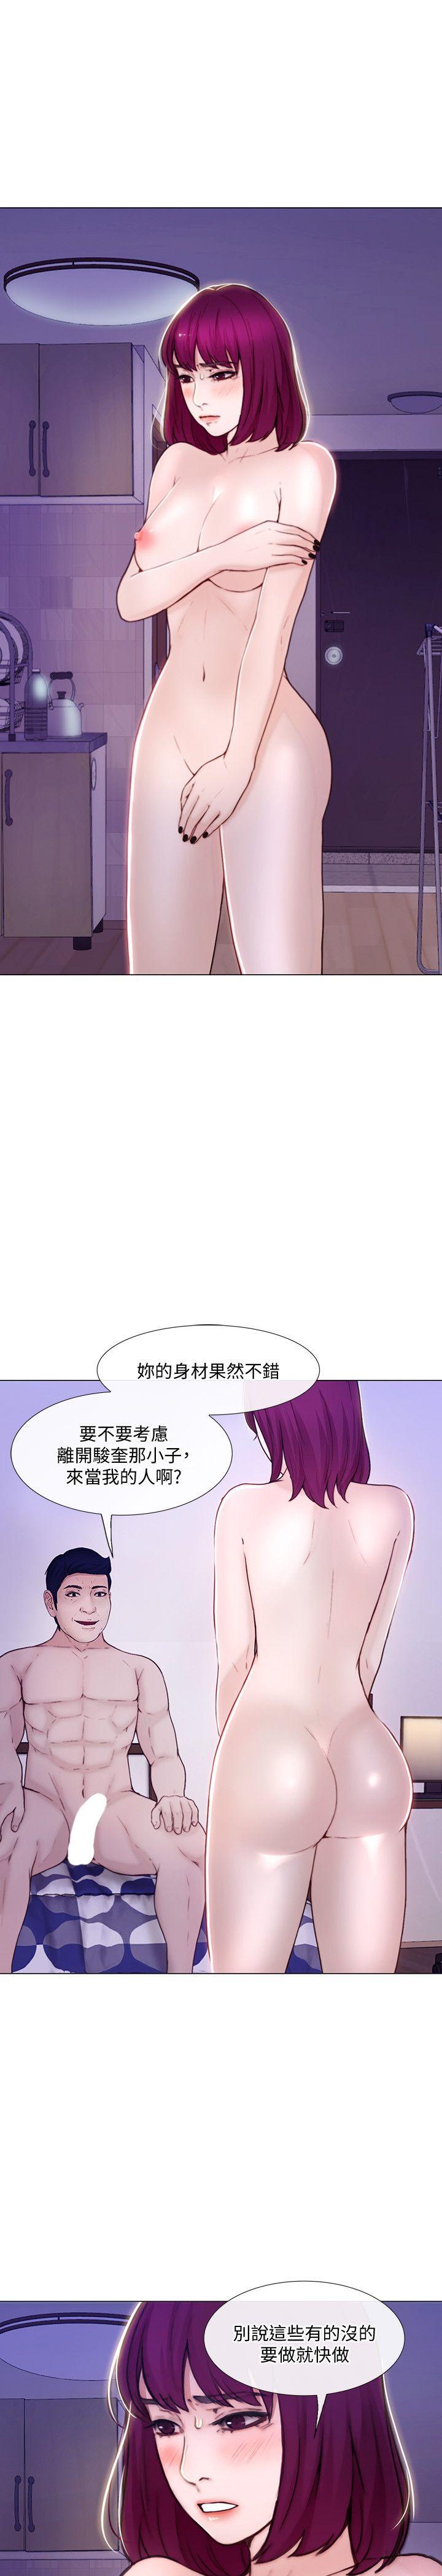 妳的身材果然不錯
要不要考慮
離開駿奎那小子，
來當我的人啊?
別說這些有的沒的
要做就快做